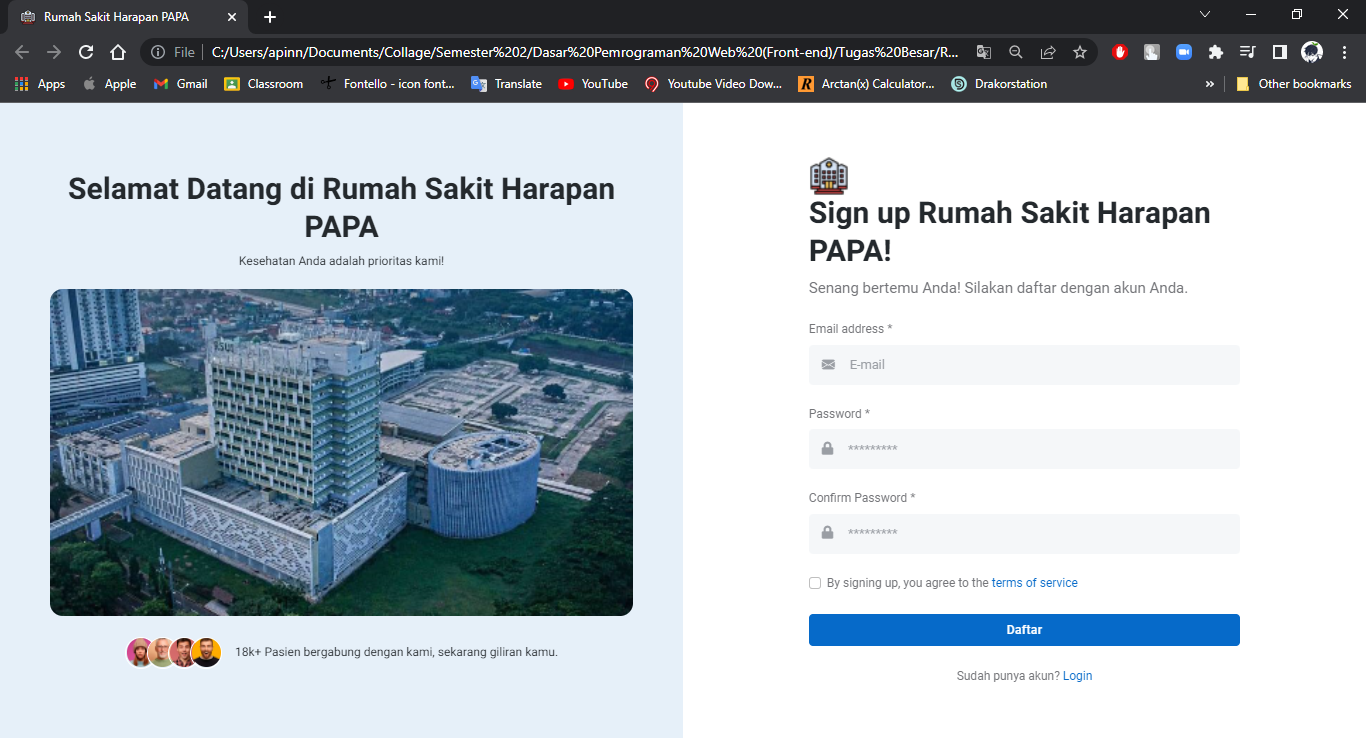 Rumah Sakit Harapan PAPA
File
C:/Users/apinn/Documents/Collage/Semester%202/Dasar%20Pemrograman%20Web%20(Front-end)/Tugas%20Besar/R...
Apps
Apple
Gmail
Classroom
Fontello - icon font...
Translate
YouTube
Youtube Video Dow...
Arctan(x) Calculator...
Drakorstation
»
Other bookmarks
Selamat Datang di Rumah Sakit Harapan
PAPA
Kesehatan Anda adalah prioritas kami!
18k+ Pasien bergabung dengan kami, sekarang giliran kamu.
Sign up Rumah Sakit Harapan
PAPA!
Senang bertemu Anda! Silakan daftar dengan akun Anda.
Email address *
E-mail
Password *
*********
Confirm Password *
*********
By signing up, you agree to the terms of service
Daftar
Sudah punya akun? Login